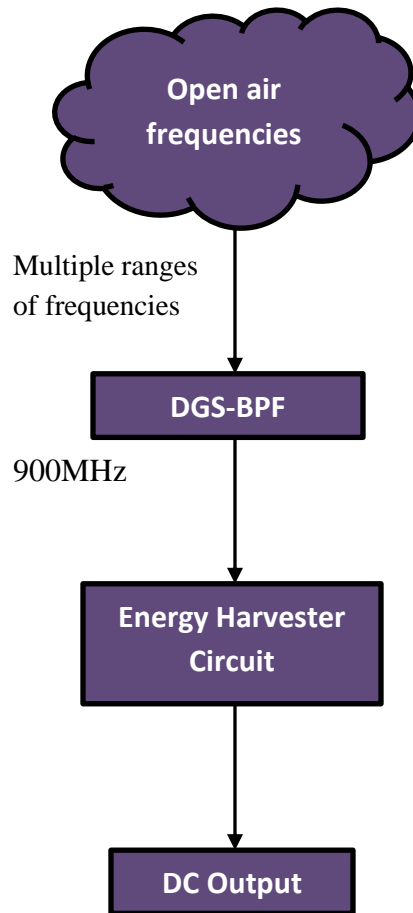 Open air
frequencies
Multiple ranges
of frequencies
DGS-BPF
900MHz
Energy Harvester
Circuit
DC Output